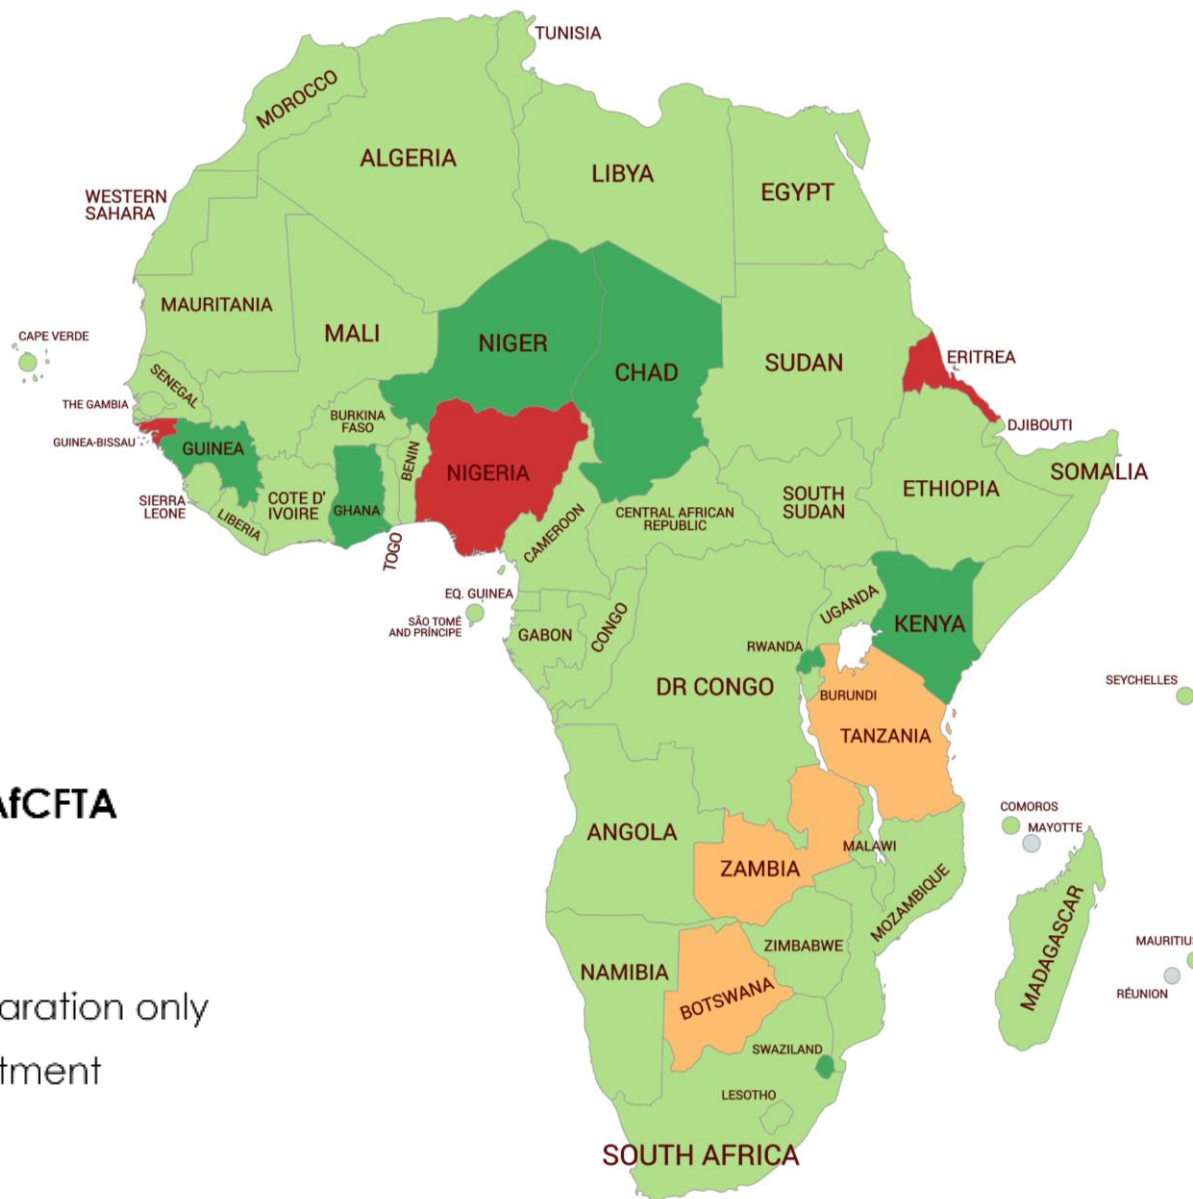 TUNISIA
MOROCCO
ALGERIA
LIBYA
EGYPT
WESTERN
SAHARA
MAURITANIA
MALI
NIGER
CHAD
SUDAN
ERITREA
CAPE VERDE
SENEGAL
THE GAMBIA
GUINEA-BISSAU
GUINEA
BURKINA
FASO
BENIN
NIGERIA
DJIBOUTI
SOMALIA
ETHIOPIA
SOUTH
SUDAN
SIERRA
LEONE
LIBERIA
COTE D'
IVOIRE
GHANA
TOGO
CAMEROON
CENTRAL AFRICAN
REPUBLIC
EQ. GUINEA
SÃO TOMÉ
AND PRÍNCIPE
GABON
CONGO
UGANDA
KENYA
RWANDA
DR CONGO
BURUNDI
TANZANIA
SEYCHELLES
AfCFTA
ANGOLA
ZAMBIA
MALAWI
MOZAMBIQUE
COMOROS
MAYOTTE
MADAGASCAR
MAURITIUS
RÉUNION
ZIMBABWE
NAMIBIA
BOTSWANA
aration only
tment
SWAZILAND
LESOTHO
SOUTH AFRICA